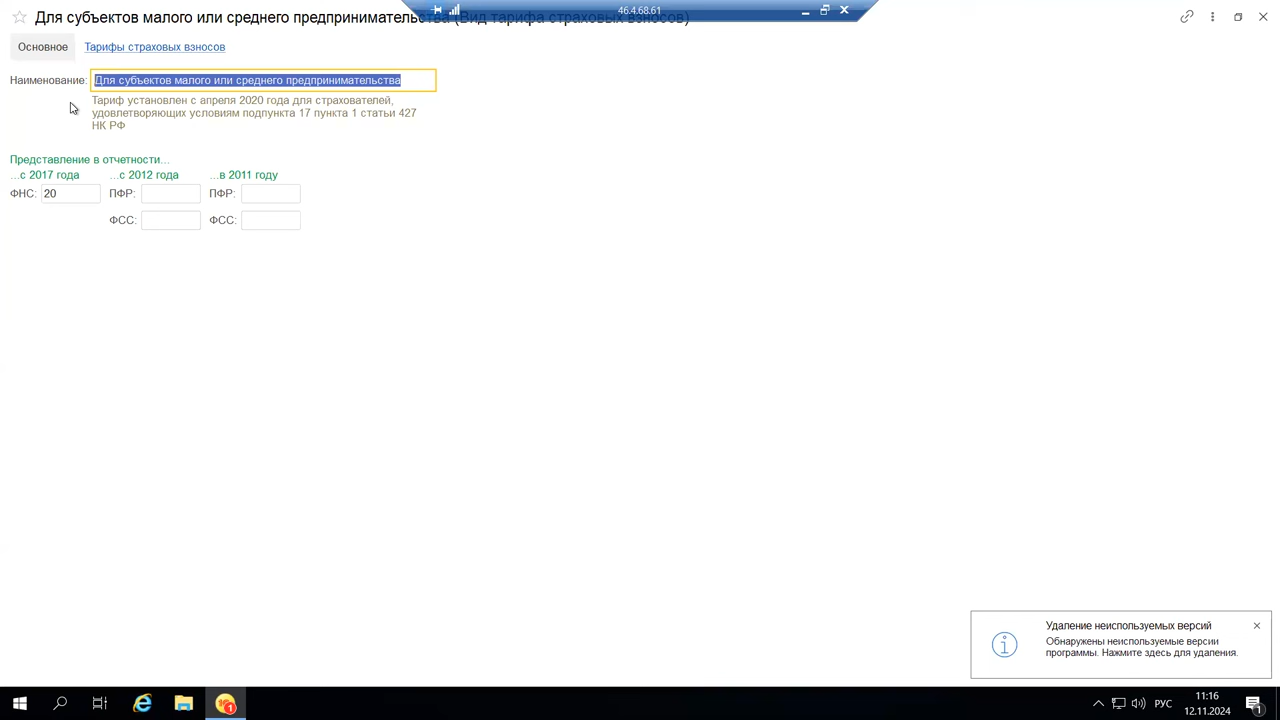 Для субъектов малого или среднего предпринимательства (Вид тарифа страховых взносов)
46.4.68.61
Основное
Тарифы страховых взносов
Наименование: Для субъектов малого или среднего предпринимательства
Тариф установлен с апреля 2020 года для страхователей,
удовлетворяющих условиям подпункта 17 пункта 1 статьи 427
НК РФ
Представление в отчетности...
...с 2017 года ...с 2012 года ...в 2011 году
ФНС: 20 ПФР: ПФР:
ФСС: ФСС:
Удаление неиспользуемых версий
Обнаружены неиспользуемые версии
программы. Нажмите здесь для удаления.
1
РУС
11:16
12.11.2024
1